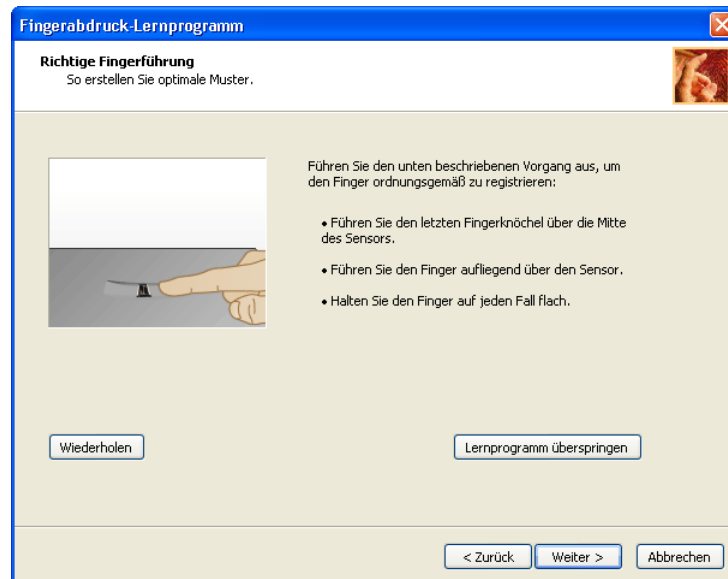 Fingerabdruck-Lernprogramm
Richtige Fingerführung
So erstellen Sie optimale Muster.
Führen Sie den unten beschriebenen Vorgang aus, um
den Finger ordnungsgemäß zu registrieren:
• Führen Sie den letzten Fingerknöchel über die Mitte
des Sensors.
• Führen Sie den Finger aufliegend über den Sensor.
• Halten Sie den Finger auf jeden Fall flach.
Wiederholen
Lernprogramm überspringen
< Zurück
Weiter >
Abbrechen